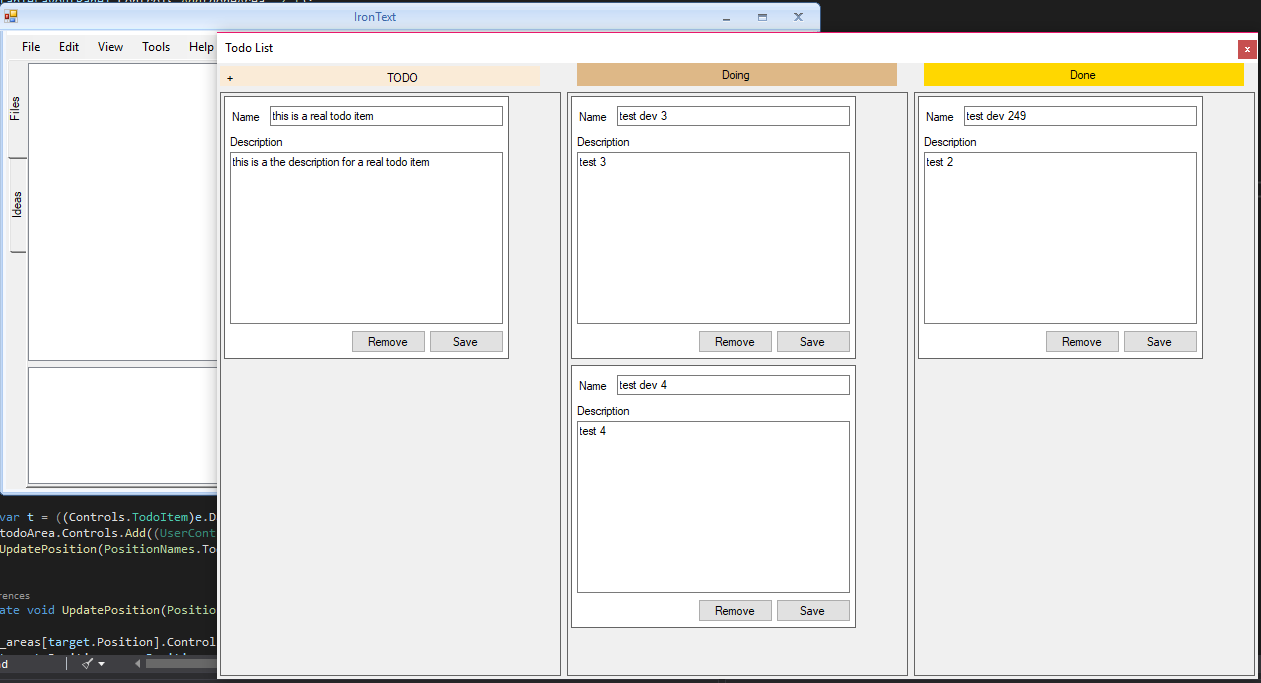 IronText
File Edit View Tools Help
Todo List
x
Files
Ideas
+ TODO
Doing
Done
Name this is a real todo item
Description
this is a the description for a real todo item
Remove Save
Name test dev 3
Description
test 3
Remove Save
Name test dev 4
Description
test 4
Remove Save
Name test dev 249
Description
test 2
Remove Save
var t = ((Controls.TodoItem)e.D
todoArea.Controls.Add((UserCont
UpdatePosition(PositionNames.To
rences
ate void UpdatePosition(Positio
_areas[target.Position].Control
nd